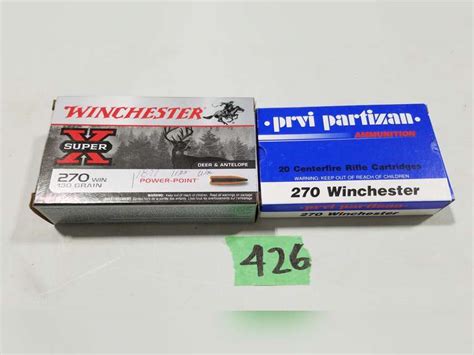 WINCHESTER
X
SUPER
DEER & ANTELOPE
270 WIN
130 GRAIN
POWER-POINT
• prvi partizan •
AMMUNITION
20 Centerfire Rifle Cartridges
WARNING: KEEP OUT OF REACH OF CHILDREN
270 Winchester
270 Winchester
prvi partizan
426